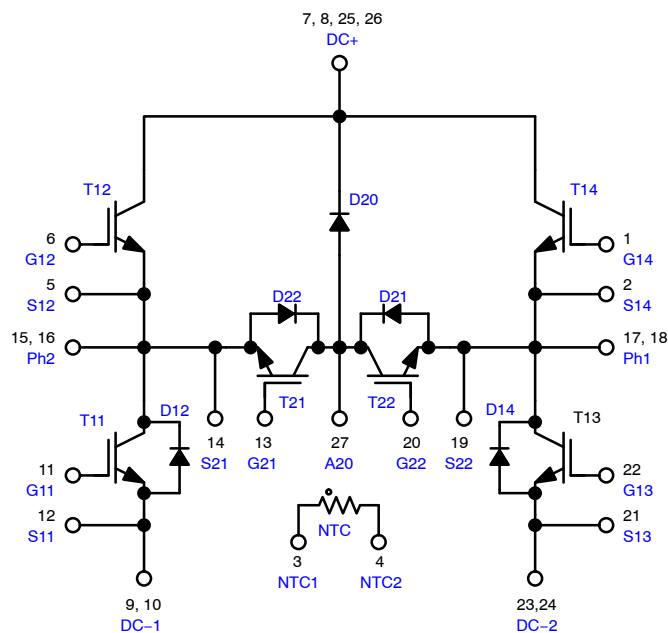 7, 8, 25, 26
DC+
T12
D20
T14
6
G12
1
G14
5
S12
2
S14
D22
D21
15, 16
Ph2
17, 18
Ph1
T21
T22
T11
D12
D14
T13
14
S21
13
G21
27
A20
20
G22
19
S22
11
G11
22
G13
12
S11
NTC
21
S13
3
NTC1
4
NTC2
9, 10
DC−1
23,24
DC−2